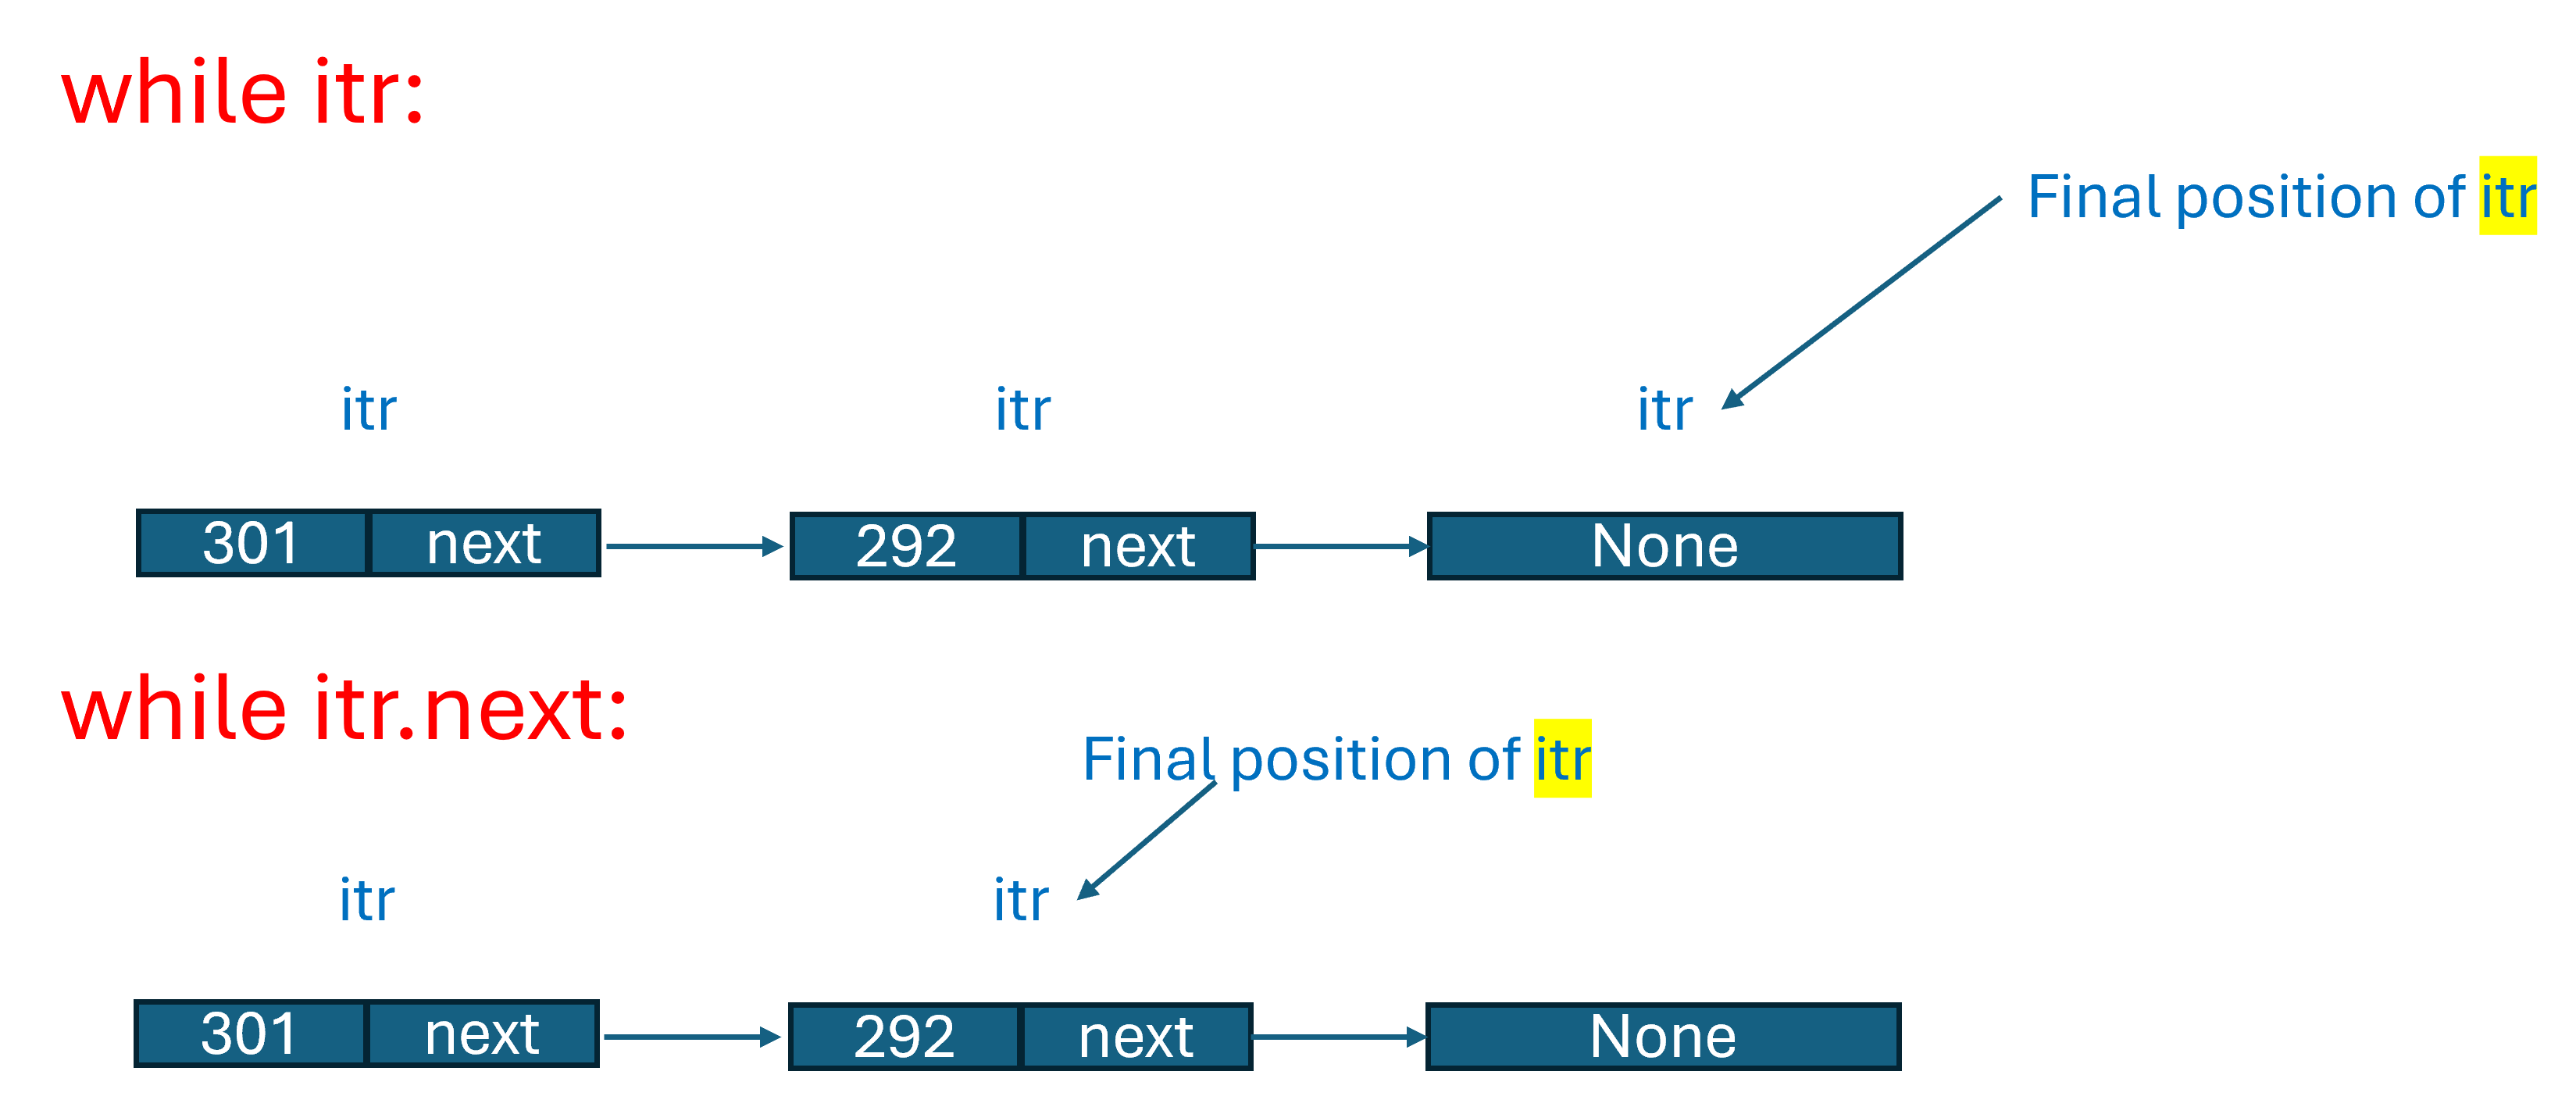 while itr:
Final position of itr
itr itr itr
301 next 292 next None
while itr.next:
Final position of itr
itr itr
301 next 292 next None